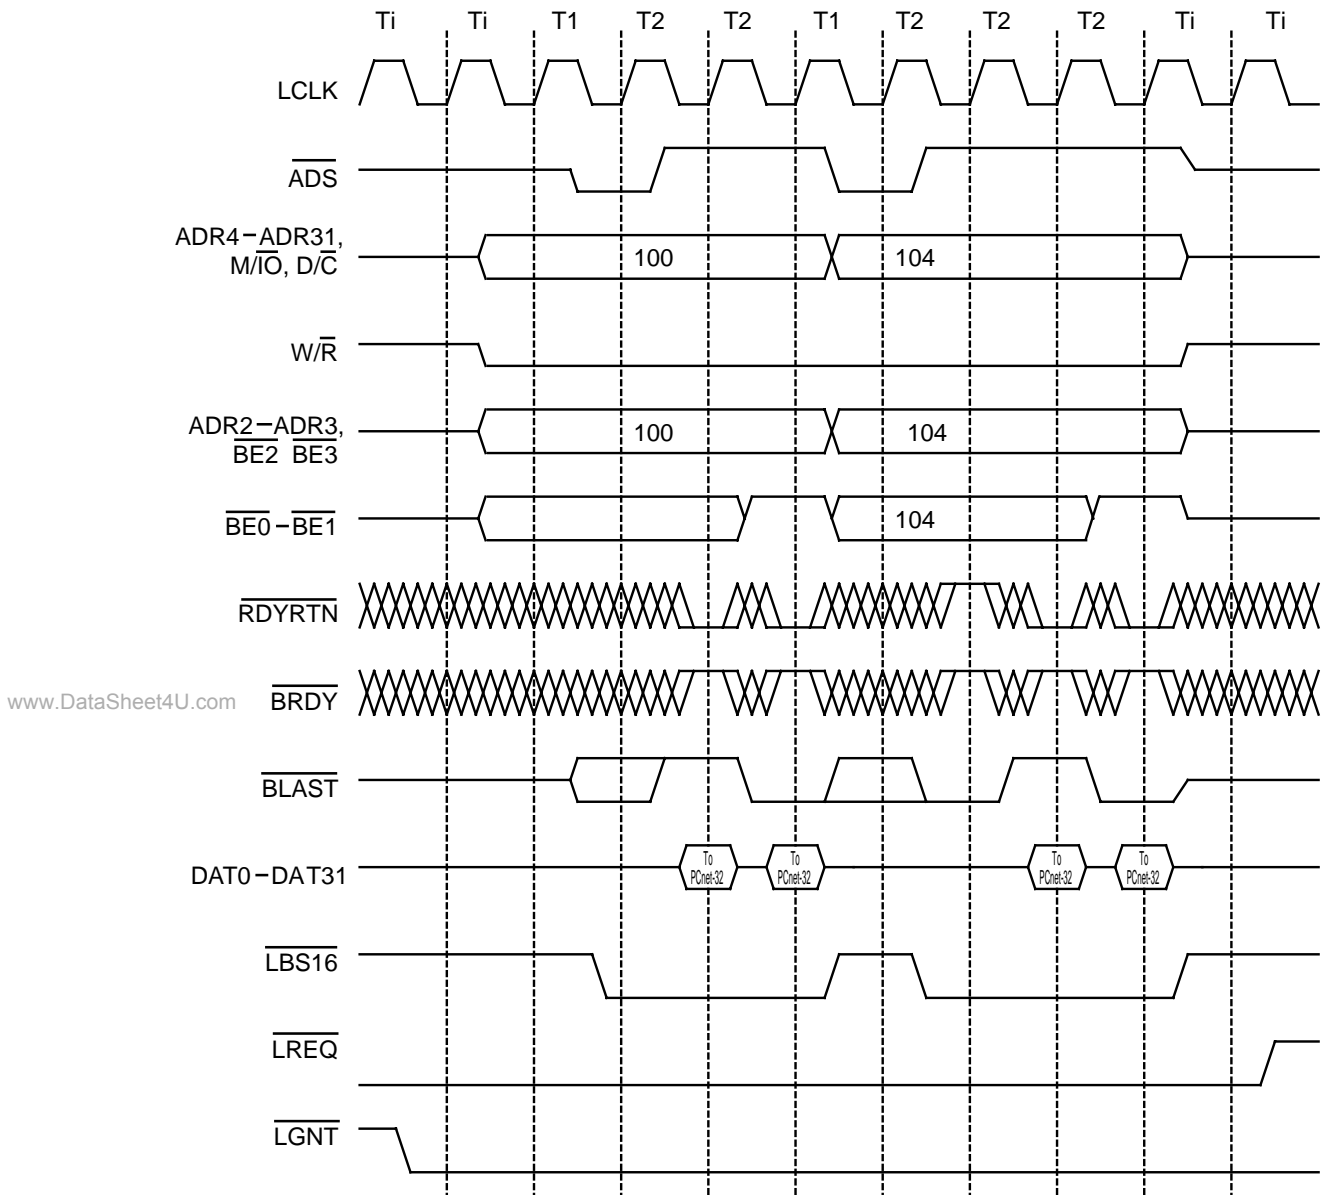 Ti Ti T1 T2 T2 T1 T2 T2 T2 Ti Ti
LCLK
ADS
ADR4−ADR31,
M/IO, D/C
100 104
W/R
ADR2−ADR3,
BE2 BE3
100 104
BE0−BE1
104
RDYRTN
www.DataSheet4U.com
BRDY
BLAST
DAT0−DAT31
To PCnet-32
To PCnet-32
To PCnet-32
To PCnet-32
LBS16
LREQ
LGNT